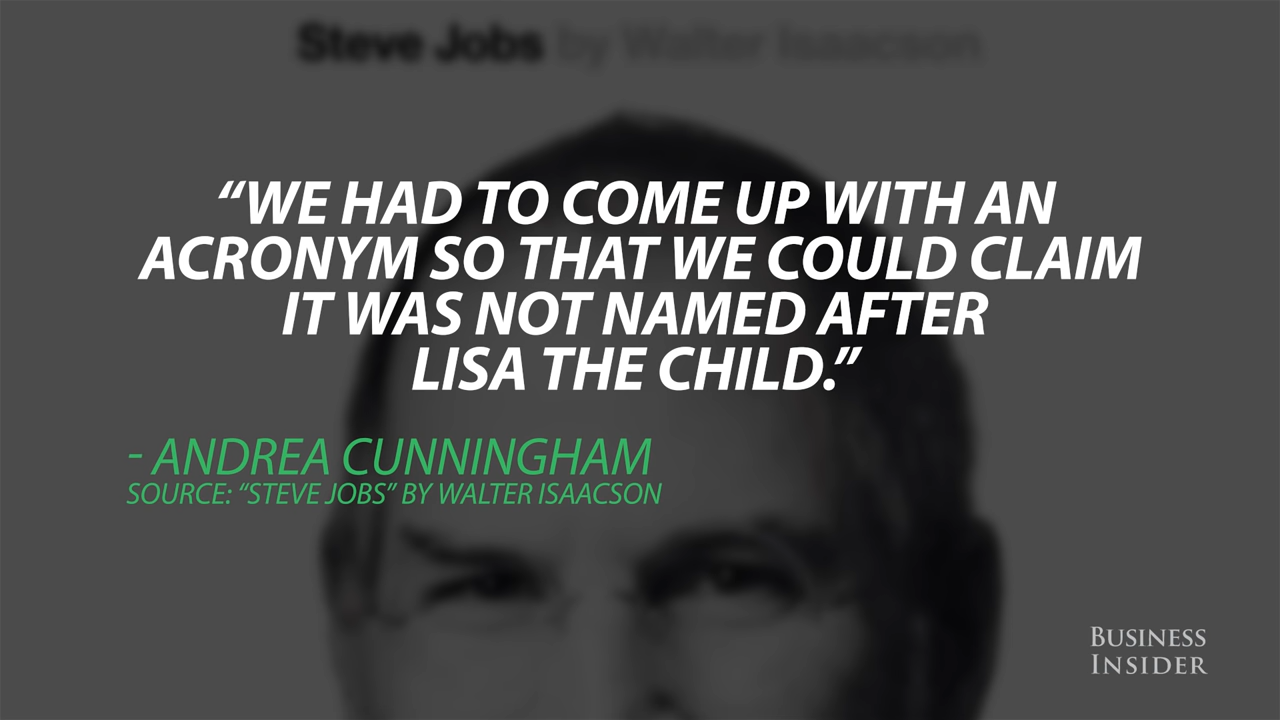 Steve Jobs by Walter Isaacson
“WE HAD TO COME UP WITH AN
ACRONYM SO THAT WE COULD CLAIM
IT WAS NOT NAMED AFTER
LISA THE CHILD.”
- ANDREA CUNNINGHAM
SOURCE: “STEVE JOBS” BY WALTER ISAACSON
BUSINESS
INSIDER